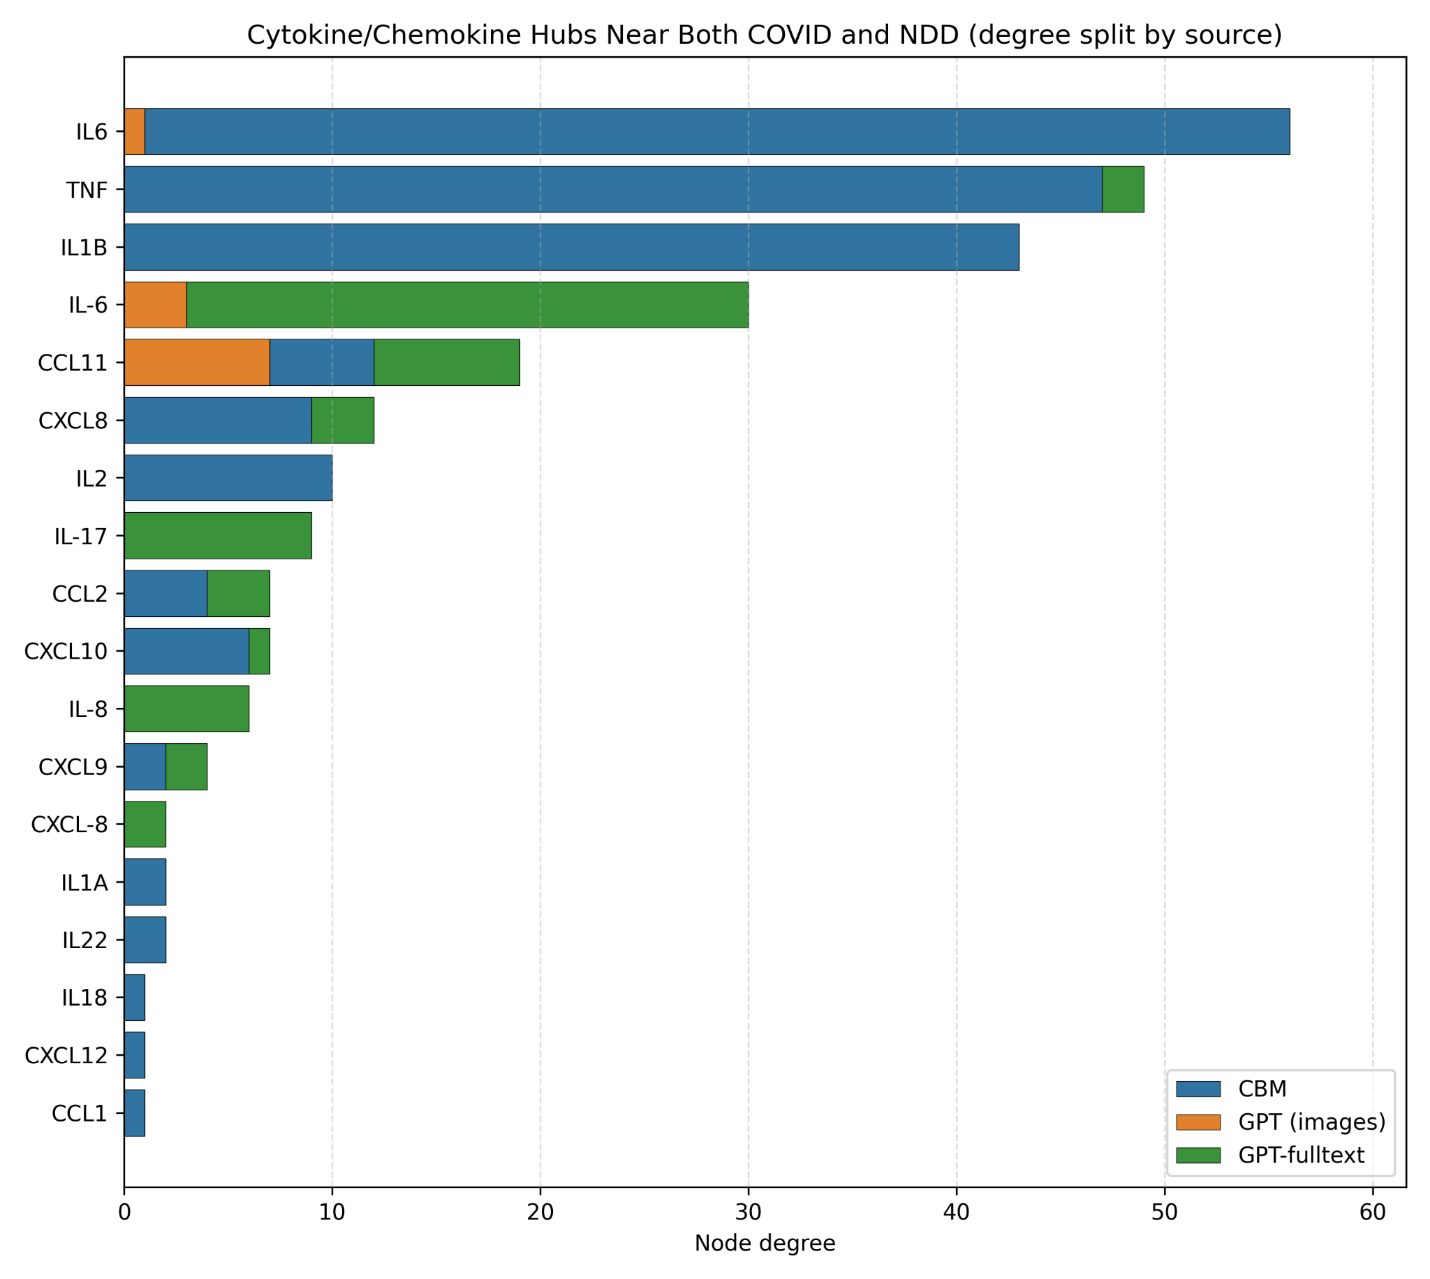 Cytokine/Chemokine Hubs Near Both COVID and NDD (degree split by source)
IL6
TNF
IL1B
IL-6
CCL11
CXCL8
IL2
IL-17
CCL2
CXCL10
IL-8
CXCL9
CXCL-8
IL1A
IL22
IL18
CXCL12
CCL1
CBM
GPT (images)
GPT-fulltext
0 10 20 30 40 50 60
Node degree